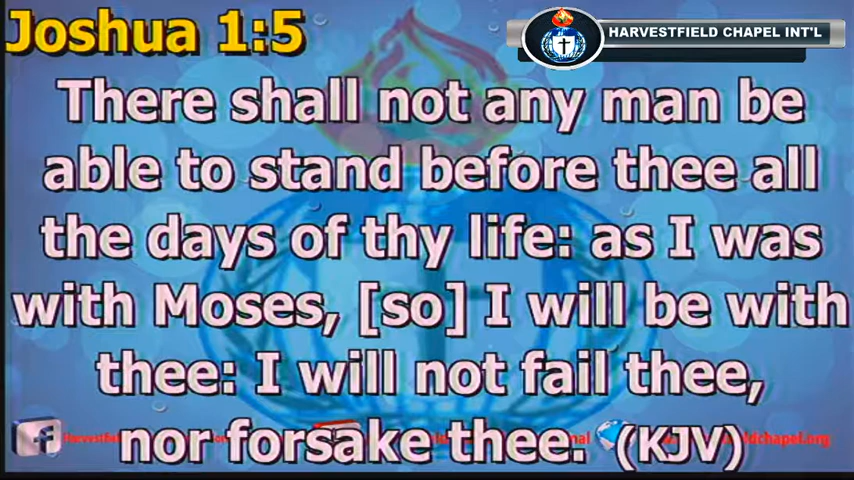 Joshua 1:5
HARVESTFIELD CHAPEL INT'L
There shall not any man be
able to stand before thee all
the days of thy life: as I was
with Moses, [so] I will be with
thee: I will not fail thee,
nor forsake thee. (KJV)